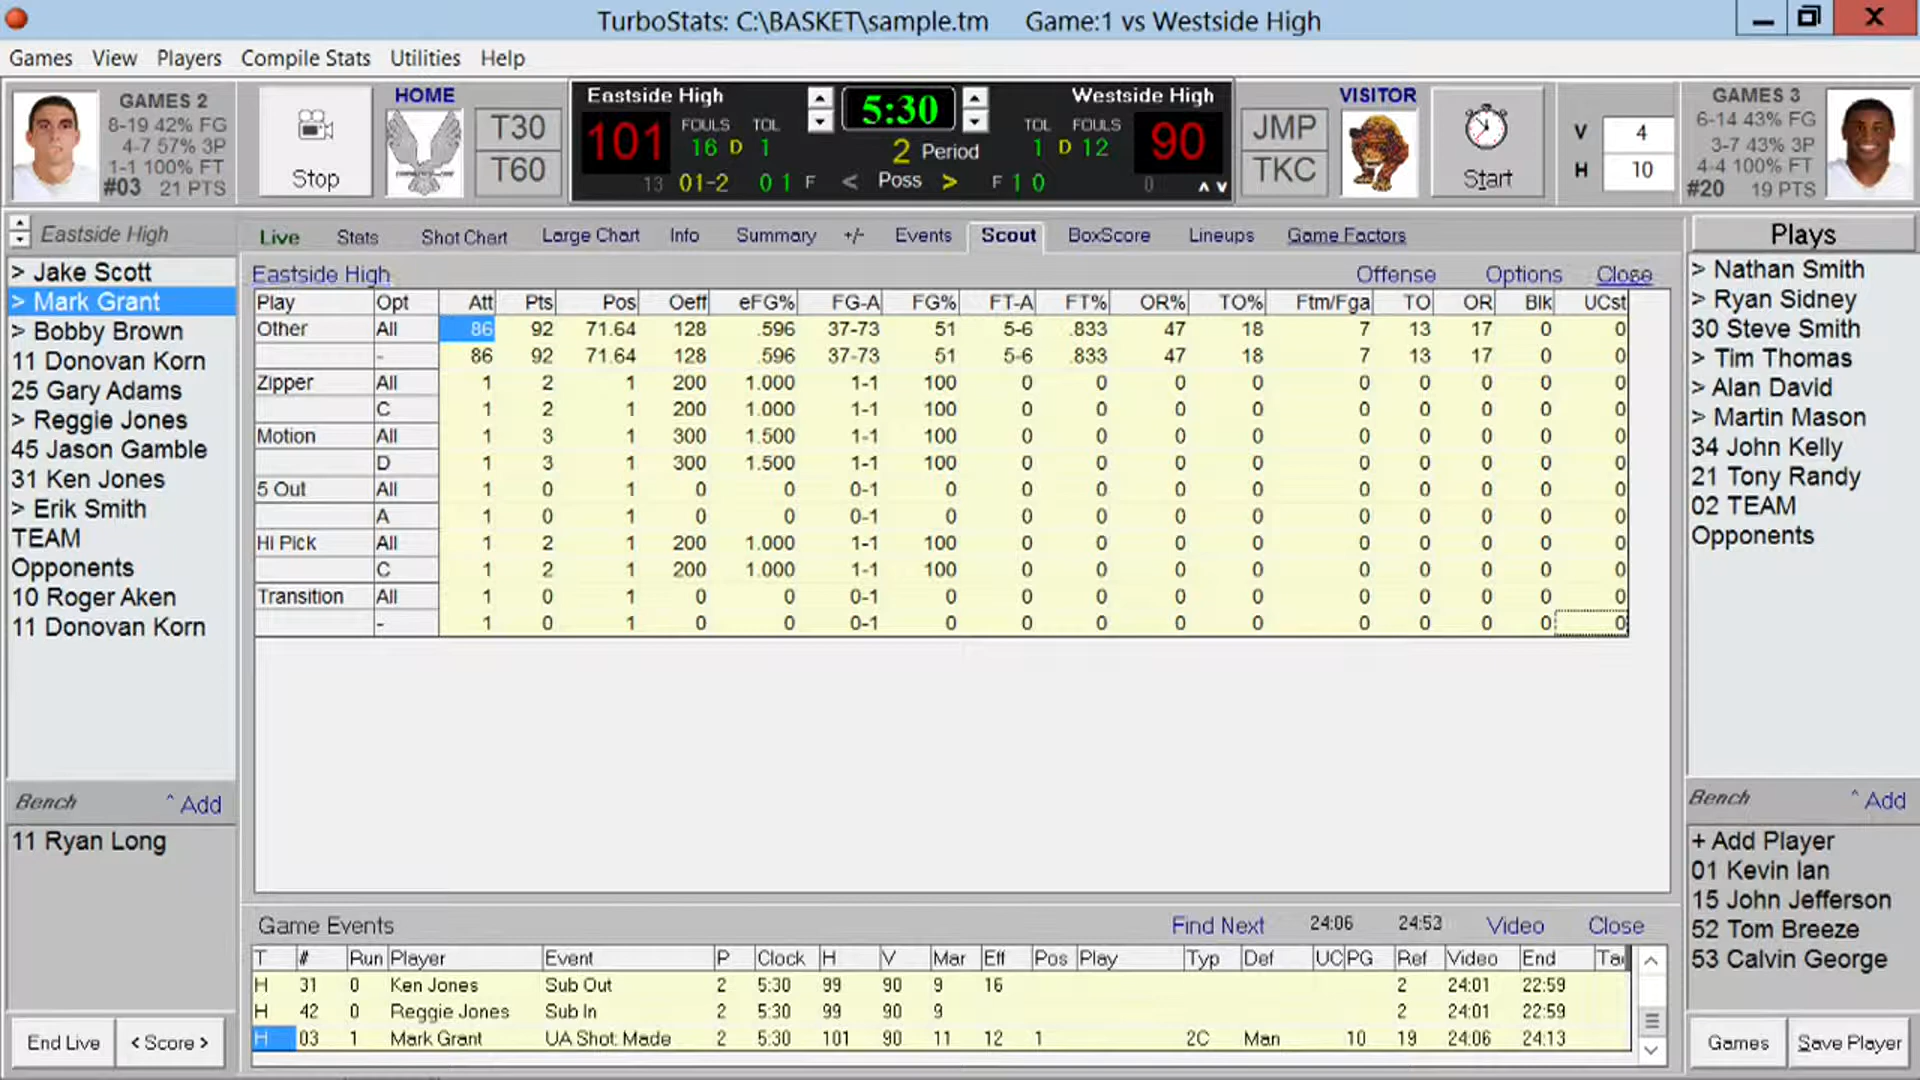 TurboStats: C:\BASKET\sample.tm Game:1 vs Westside High
Games View Players Compile Stats Utilities Help
GAMES 2
8-19 42% FG
4-7 57% 3P
1-1 100% FT
#03 21 PTS
Stop
HOME
T30
T60
Eastside High
101
FOULS TOL
16 D 1
13 01-2 0 1 F
5:30
2 Period
< Poss >
Westside High
TOL FOULS
1 D 12
90
F 1 0 0
JMP
TKC
VISITOR
Start
V 4
H 10
GAMES 3
6-14 43% FG
3-7 43% 3P
4-4 100% FT
#20 19 PTS
Eastside High
> Jake Scott
> Mark Grant
> Bobby Brown
11 Donovan Korn
25 Gary Adams
> Reggie Jones
45 Jason Gamble
31 Ken Jones
> Erik Smith
TEAM
Opponents
10 Roger Aken
11 Donovan Korn
Bench ^ Add
11 Ryan Long
End Live < Score >
Live Stats Shot Chart Large Chart Info Summary +/- Events Scout BoxScore Lineups Game Factors
Eastside High Offense Options Close
Play Opt Att Pts Pos Oeff eFG% FG-A FG% FT-A FT% OR% TO% Ftm/Fga TO OR Blk UCst
Other All 86 92 71.64 128 .596 37-73 51 5-6 .833 47 18 7 13 17 0 0
- 86 92 71.64 128 .596 37-73 51 5-6 .833 47 18 7 13 17 0 0
Zipper All 1 2 1 200 1.000 1-1 100 0 0 0 0 0 0 0 0 0
C 1 2 1 200 1.000 1-1 100 0 0 0 0 0 0 0 0 0
Motion All 1 3 1 300 1.500 1-1 100 0 0 0 0 0 0 0 0 0
D 1 3 1 300 1.500 1-1 100 0 0 0 0 0 0 0 0 0
5 Out All 1 0 1 0 0 0-1 0 0 0 0 0 0 0 0 0 0
A 1 0 1 0 0 0-1 0 0 0 0 0 0 0 0 0 0
Hi Pick All 1 2 1 200 1.000 1-1 100 0 0 0 0 0 0 0 0 0
C 1 2 1 200 1.000 1-1 100 0 0 0 0 0 0 0 0 0
Transition All 1 0 1 0 0 0-1 0 0 0 0 0 0 0 0 0 0
- 1 0 1 0 0 0-1 0 0 0 0 0 0 0 0 0 0
Game Events Find Next 24:06 24:53 Video Close
T # Run Player Event P Clock H V Mar Eff Pos Play Typ Def UC PG Ref Video End
H 31 0 Ken Jones Sub Out 2 5:30 99 90 9 16 2 24:01 22:59
H 42 0 Reggie Jones Sub In 2 5:30 99 90 9 2 24:01 22:59
H 03 1 Mark Grant UA Shot: Made 2 5:30 101 90 11 12 1 2C Man 10 19 24:06 24:13
Plays
> Nathan Smith
> Ryan Sidney
30 Steve Smith
> Tim Thomas
> Alan David
> Martin Mason
34 John Kelly
21 Tony Randy
02 TEAM
Opponents
Bench ^ Add
+ Add Player
01 Kevin Ian
15 John Jefferson
52 Tom Breeze
53 Calvin George
Games Save Player